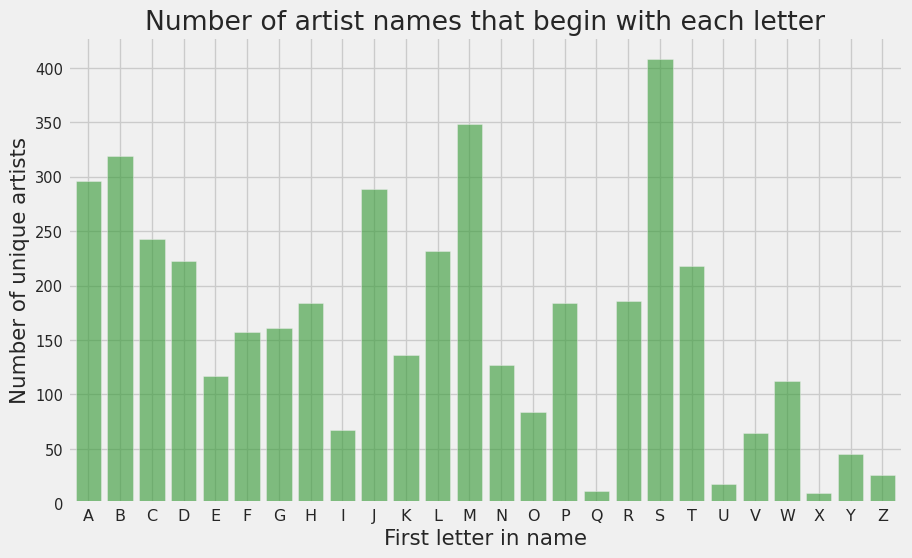 Number of artist names that begin with each letter
Number of unique artists
400
350
300
250
200
150
100
50
0
A B C D E F G H I J K L M N O P Q R S T U V W X Y Z
First letter in name